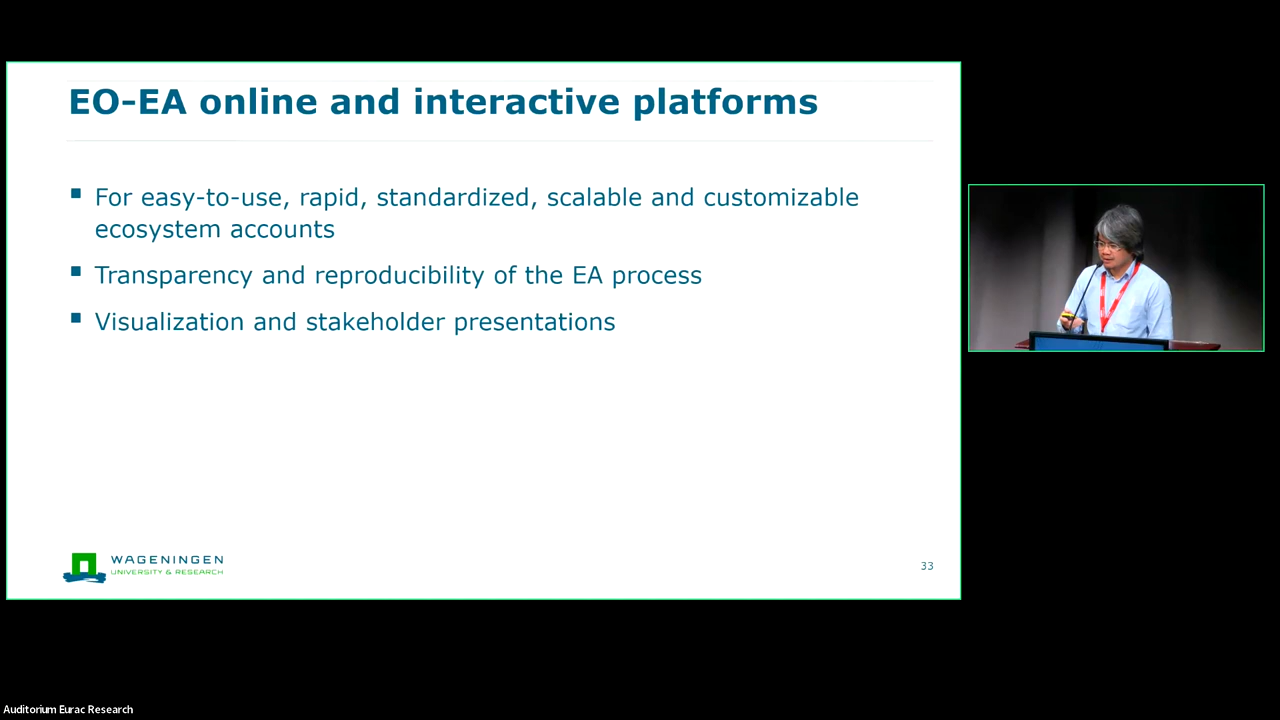 EO-EA online and interactive platforms
For easy-to-use, rapid, standardized, scalable and customizable
ecosystem accounts
Transparency and reproducibility of the EA process
Visualization and stakeholder presentations
WAGENINGEN
UNIVERSITY & RESEARCH
33
Auditorium Eurac Research